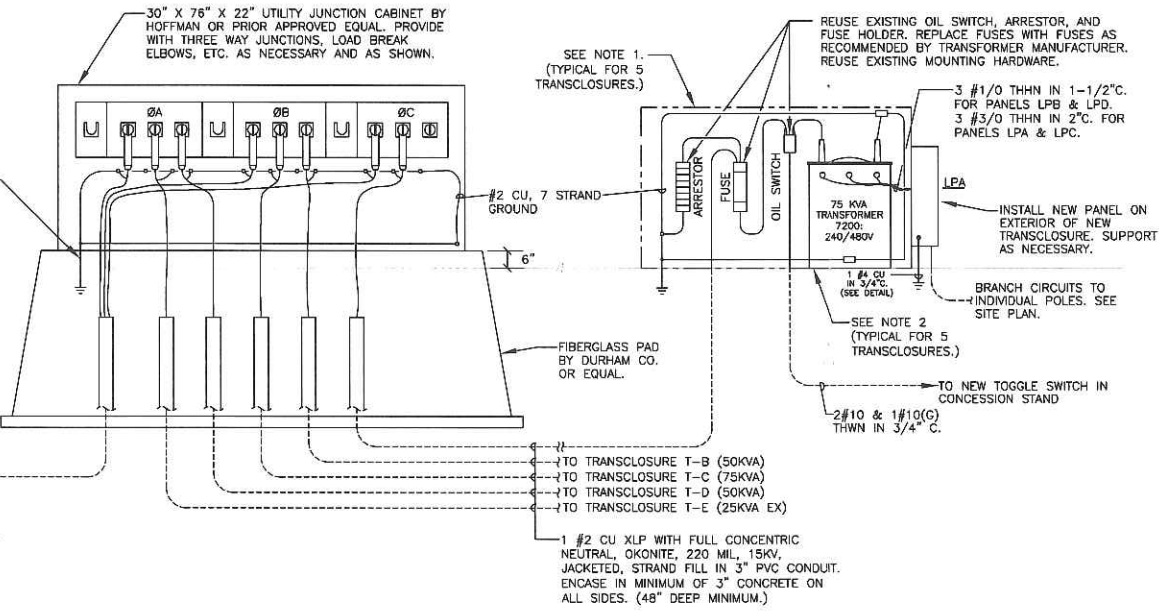 30" X 76" X 22" UTILITY JUNCTION CABINET BY
HOFFMAN OR PRIOR APPROVED EQUAL. PROVIDE
WITH THREE WAY JUNCTIONS, LOAD BREAK
ELBOWS, ETC. AS NECESSARY AND AS SHOWN.
SEE NOTE 1.
(TYPICAL FOR 5
TRANSCLOSURES.)
REUSE EXISTING OIL SWITCH, ARRESTOR, AND
FUSE HOLDER. REPLACE FUSES WITH FUSES AS
RECOMMENDED BY TRANSFORMER MANUFACTURER.
REUSE EXISTING MOUNTING HARDWARE.
3 #1/0 THHN IN 1-1/2"C.
FOR PANELS LPB & LPD.
3 #3/0 THHN IN 2"C. FOR
PANELS LPA & LPC.
ØA
ØB
ØC
#2 CU, 7 STRAND
GROUND
ARRESTOR
FUSE
OIL SWITCH
75 KVA
TRANSFORMER
7200:
240/480V
LPA
INSTALL NEW PANEL ON
EXTERIOR OF NEW
TRANSCLOSURE. SUPPORT
AS NECESSARY.
6"
1 #4 CU
IN 3/4"C.
(SEE DETAIL)
BRANCH CIRCUITS TO
INDIVIDUAL POLES. SEE
SITE PLAN.
SEE NOTE 2
(TYPICAL FOR 5
TRANSCLOSURES.)
FIBERGLASS PAD
BY DURHAM CO.
OR EQUAL.
TO NEW TOGGLE SWITCH IN
CONCESSION STAND
2#10 & 1#10(G)
THWN IN 3/4" C.
TO TRANSCLOSURE T-B (50KVA)
TO TRANSCLOSURE T-C (75KVA)
TO TRANSCLOSURE T-D (50KVA)
TO TRANSCLOSURE T-E (25KVA EX)
1 #2 CU XLP WITH FULL CONCENTRIC
NEUTRAL, OKONITE, 220 MIL, 15KV,
JACKETED, STRAND FILL IN 3" PVC CONDUIT.
ENCASE IN MINIMUM OF 3" CONCRETE ON
ALL SIDES. (48" DEEP MINIMUM.)